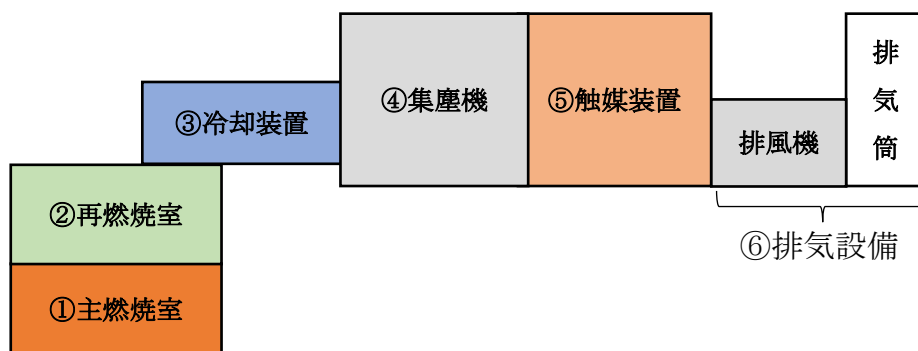 ①主燃焼室
②再燃焼室
③冷却装置
④集塵機
⑤触媒装置
排風機
排気筒
⑥排気設備